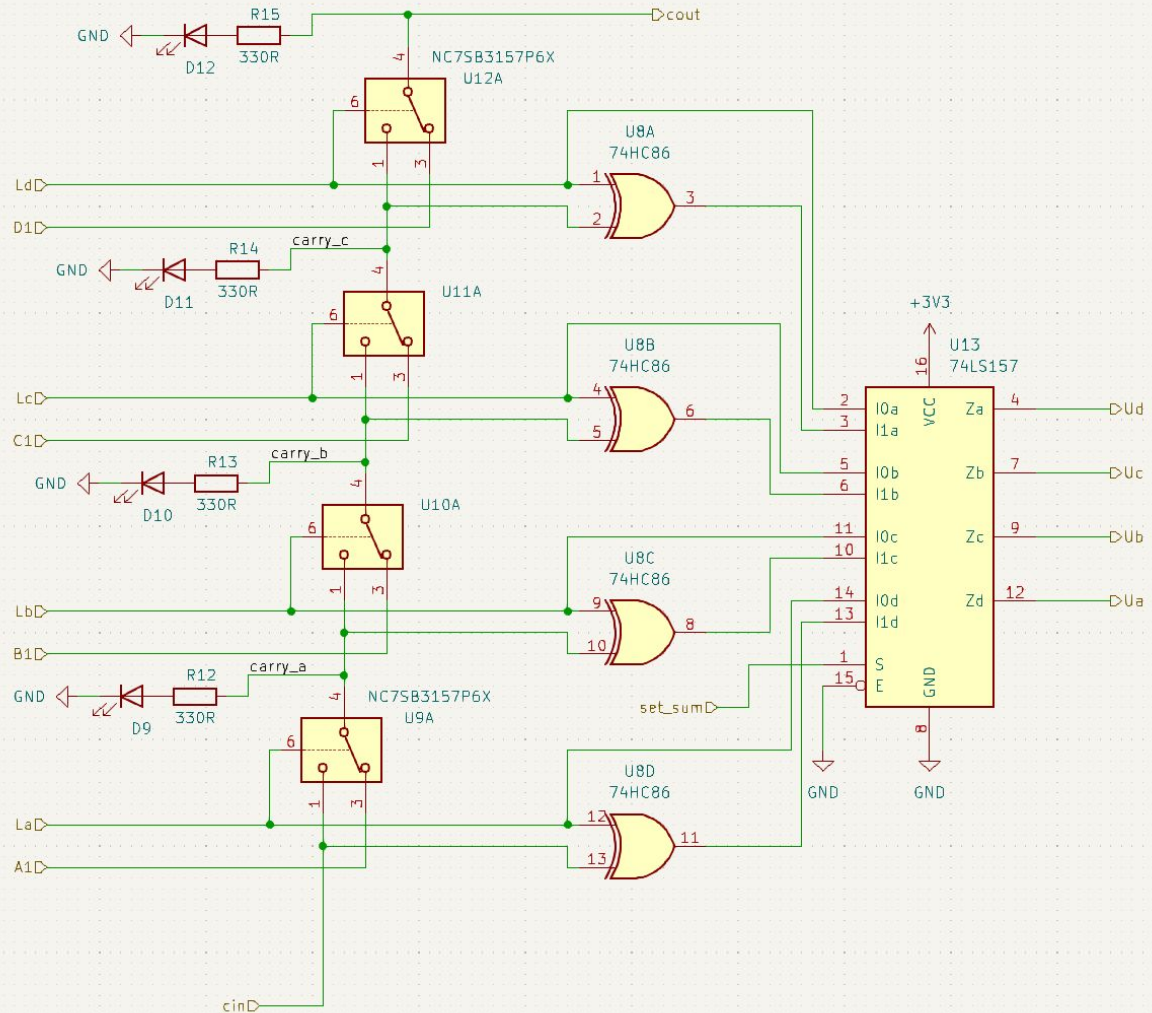 R15
cout
GND
330R
D12
4
NC7SB3157P6X
U12A
6
1
3
U8A
74HC86
Ld
1
3
2
D1
carry_c
R14
GND
330R
D11
4
U11A
6
1
3
+3V3
U8B
74HC86
U13
74LS157
16
Lc
4
6
5
C1
2
I0a
VCC
Za
4
Ud
3
I1a
carry_b
R13
GND
330R
D10
4
5
I0b
Zb
7
Uc
6
I1b
U10A
6
1
3
11
I0c
Zc
9
Ub
10
I1c
U8C
74HC86
Lb
9
8
10
B1
14
I0d
Zd
12
Ua
13
I1d
carry_a
R12
GND
330R
D9
4
NC7SB3157P6X
U9A
1
S
15
E
GND
set_sum
8
6
1
3
GND
GND
U8D
74HC86
La
12
11
13
A1
cin